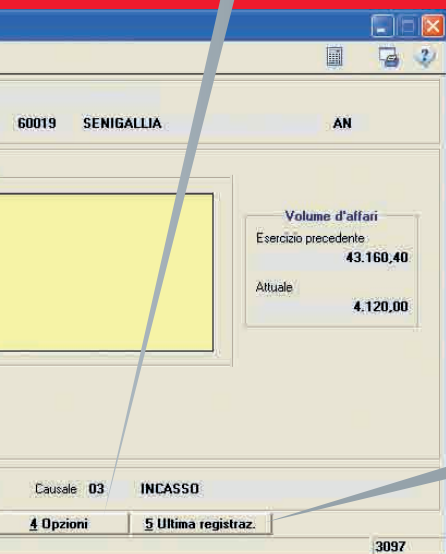 60019 SENIGALLIA AN
Volume d'affari
Esercizio precedente
43.160,40
Attuale
4.120,00
Causale 03 INCASSO
4 Opzioni 5 Ultima registraz.
3097